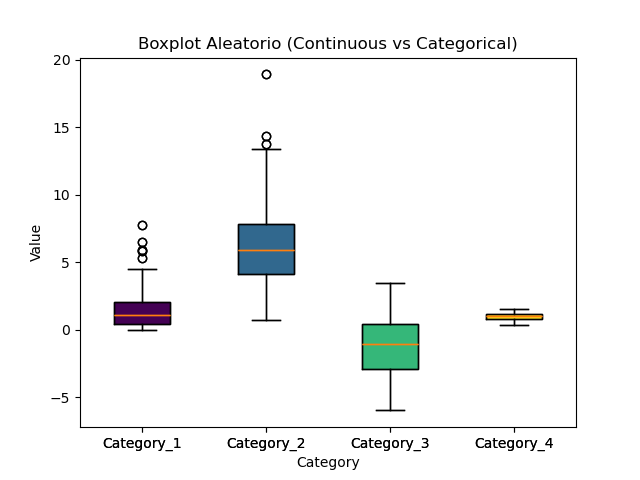 Boxplot Aleatorio (Continuous vs Categorical)
20
15
10
5
0
−5
Value
Category_1 Category_2 Category_3 Category_4
Category